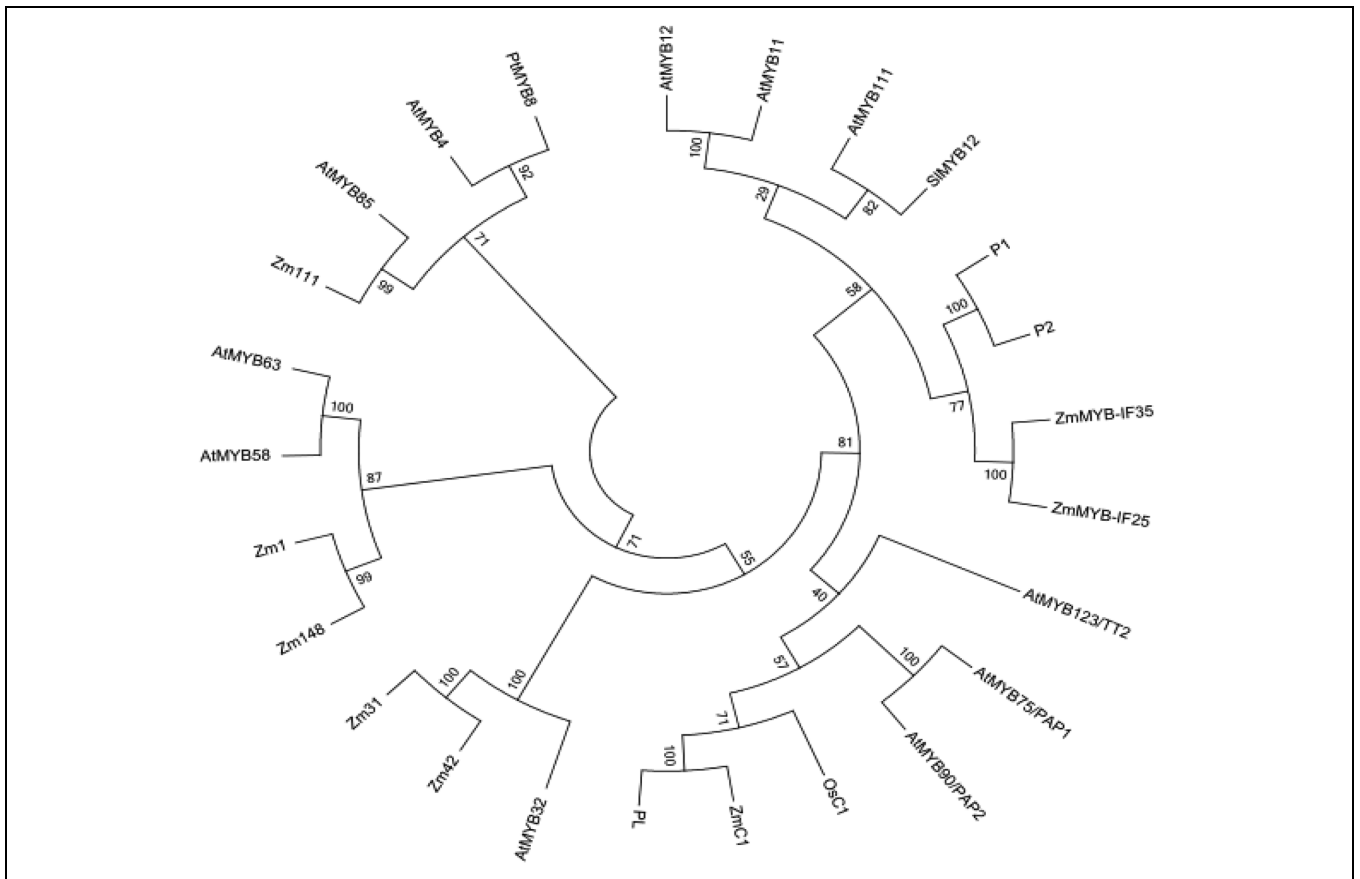 AtMYB12
AtMYB11
AtMYB111
SlMYB12
P1
P2
ZmMYB-IF35
ZmMYB-IF25
AtMYB123/TT2
AtMYB75/PAP1
AtMYB90/PAP2
OsC1
ZmC1
PL
AtMYB32
Zm42
Zm31
Zm148
Zm1
AtMYB58
AtMYB63
Zm111
AtMYB85
AtMYB4
PtMYB8
100
29
82
58
100
77
100
81
40
57
100
71
100
55
71
100
100
99
87
100
99
71
92